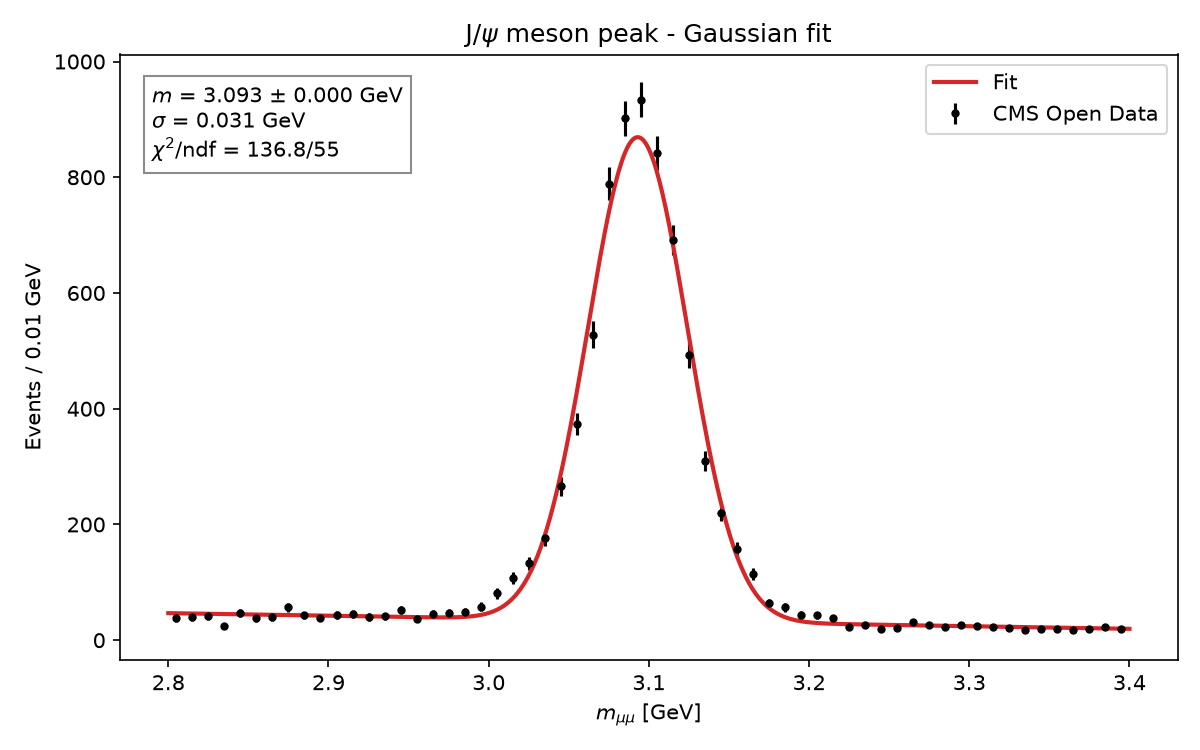 J/ψ meson peak - Gaussian fit
m = 3.093 ± 0.000 GeV
σ = 0.031 GeV
χ²/ndf = 136.8/55
Fit
CMS Open Data
Events / 0.01 GeV
1000
800
600
400
200
0
2.8 2.9 3.0 3.1 3.2 3.3 3.4
m_μμ [GeV]